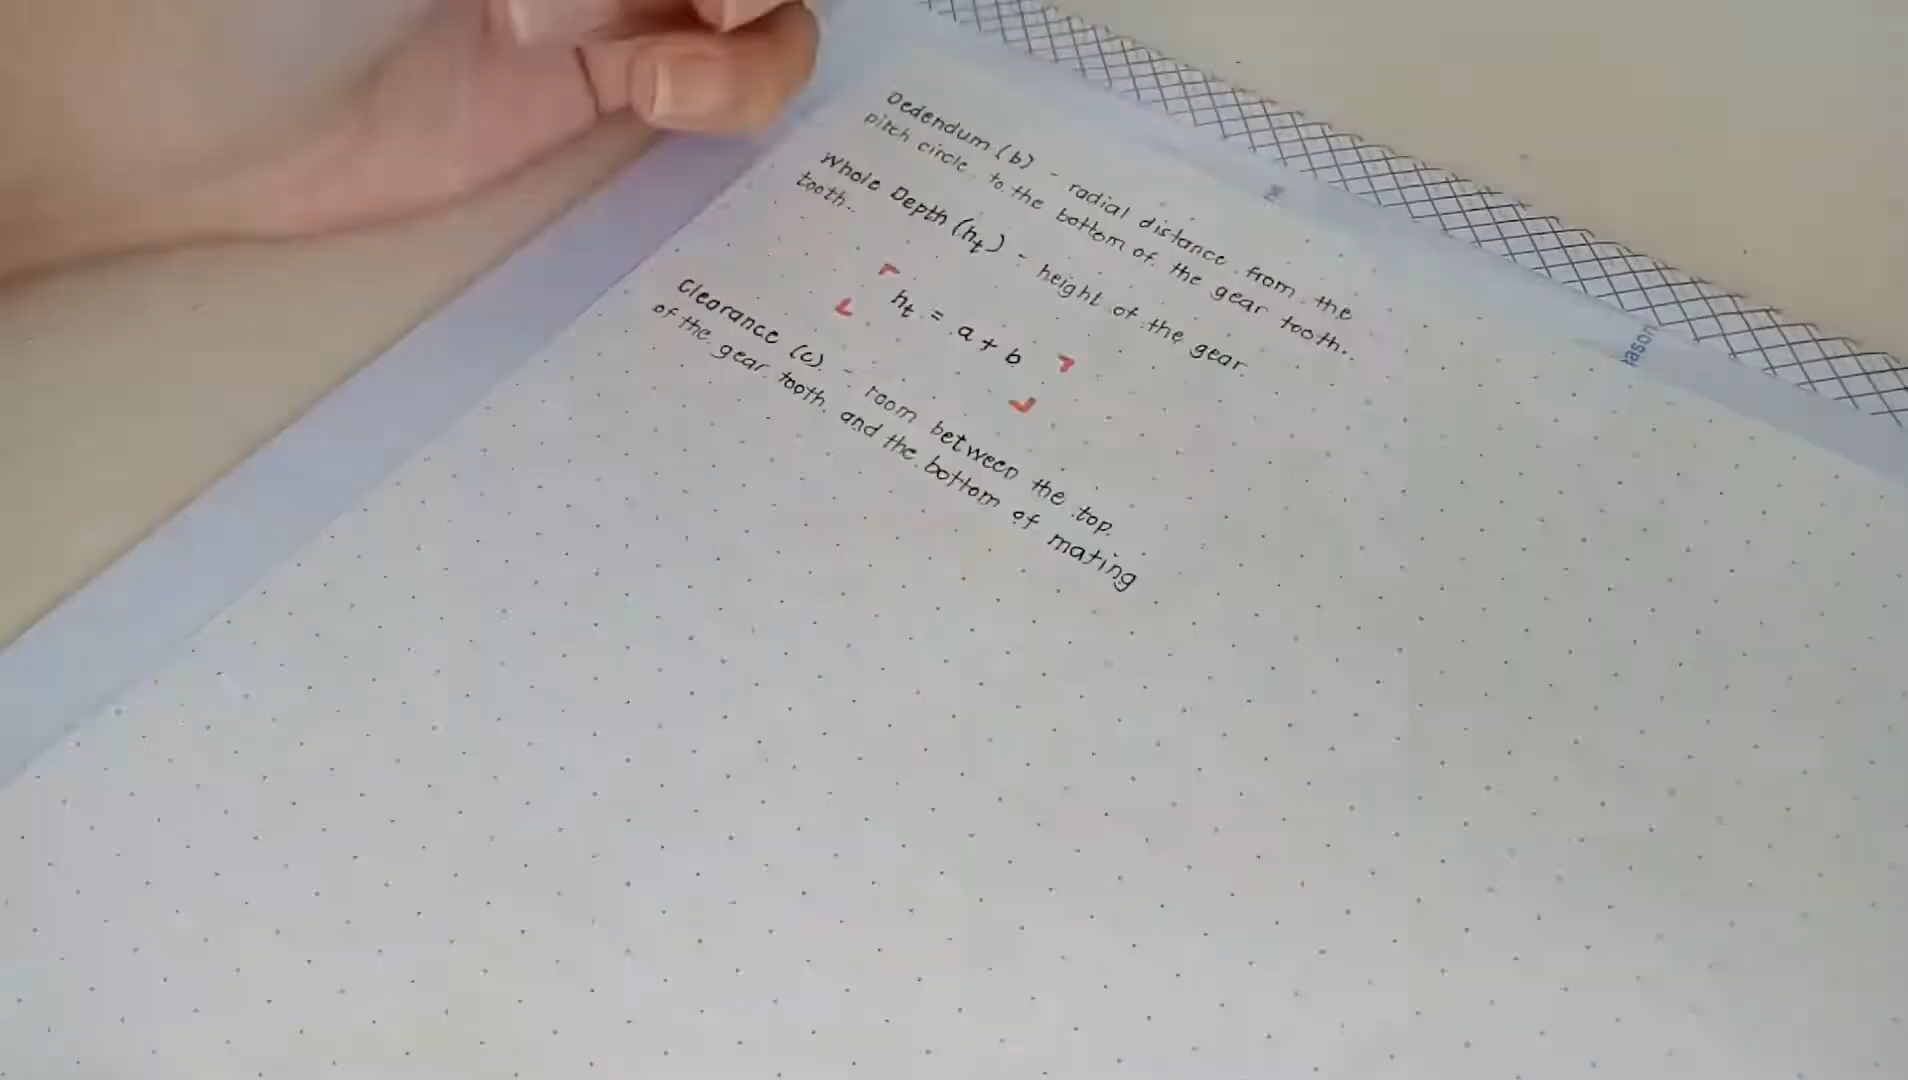 Dedendum (b) - radial distance from the
pitch circle to the bottom of the gear tooth.
Whole Depth (ht) - height of the gear
tooth.
ht = a + b
Clearance (c) - room between the top
of the gear tooth and the bottom of mating